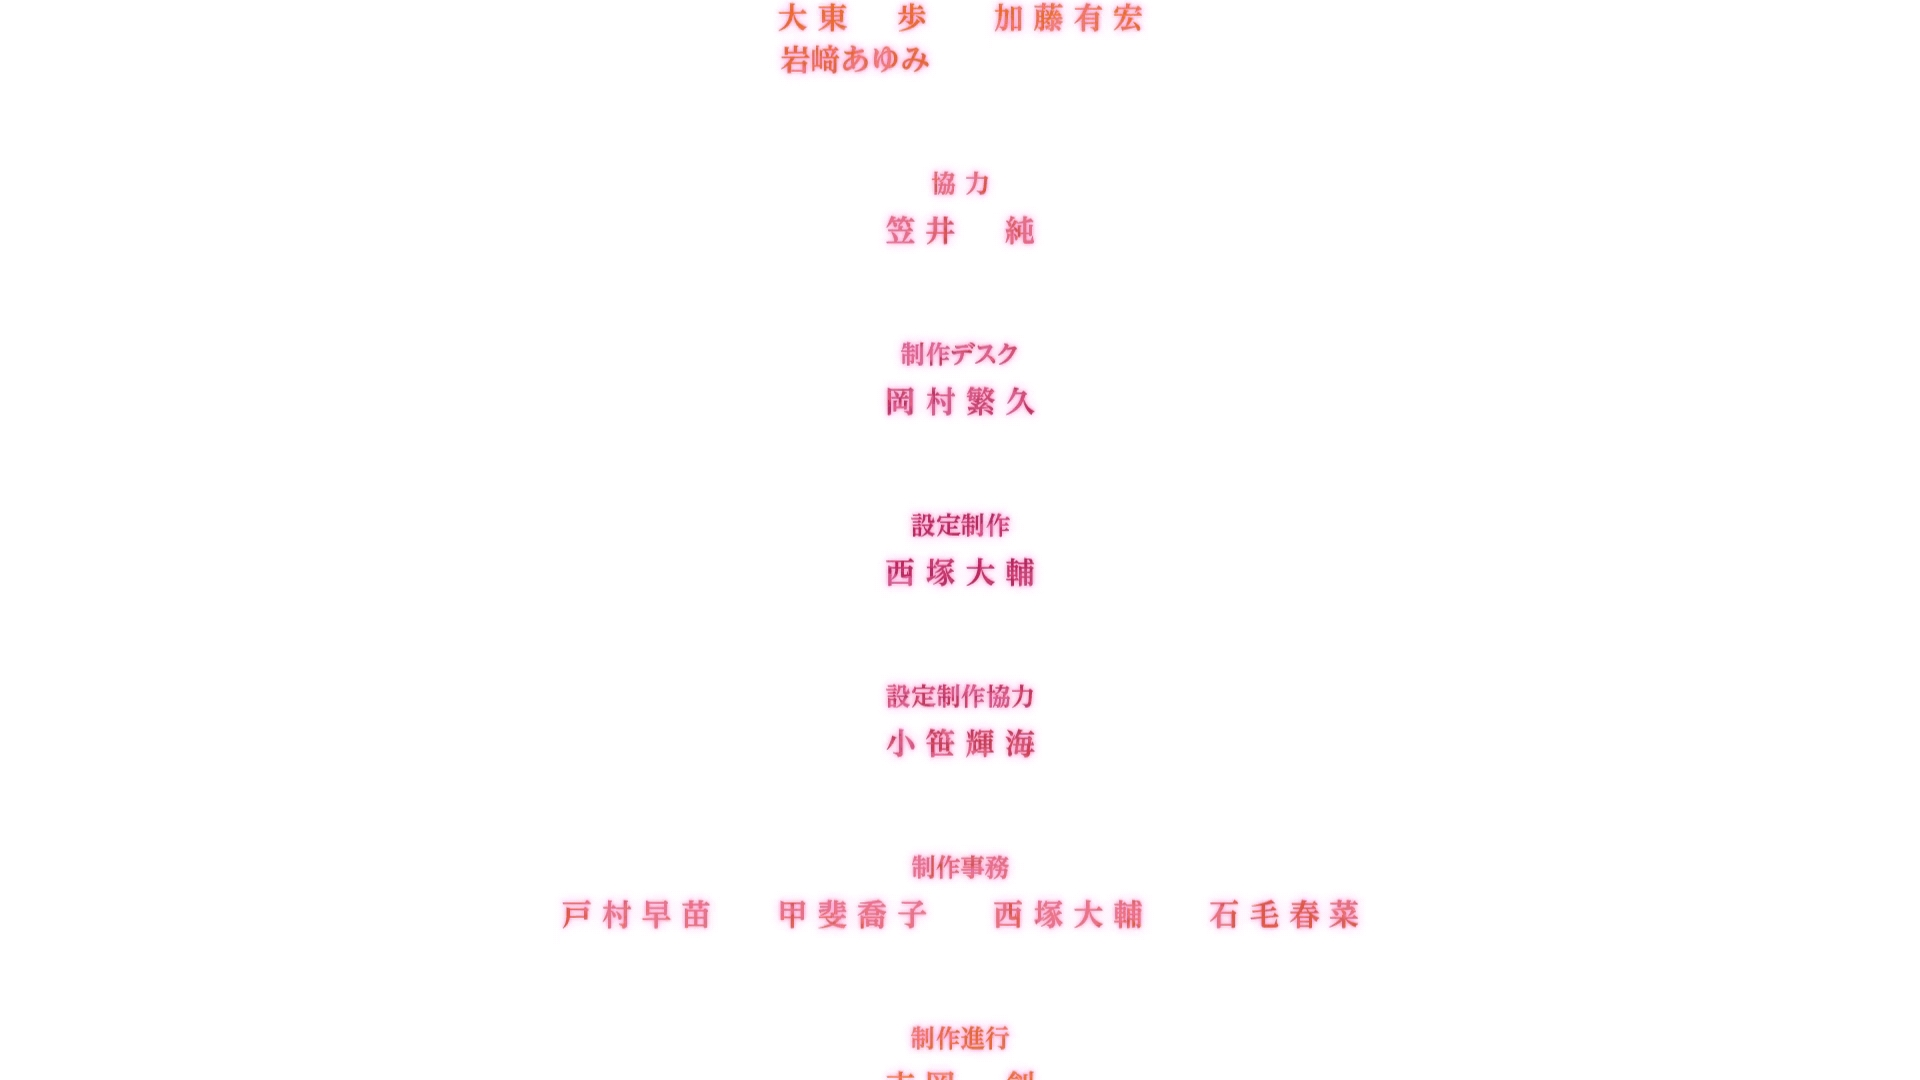 大東 歩 加藤有宏
岩﨑あゆみ
協力
笠井 純
制作デスク
岡村繁久
設定制作
西塚大輔
設定制作協力
小笹輝海
制作事務
戸村早苗 甲斐喬子 西塚大輔 石毛春菜
制作進行